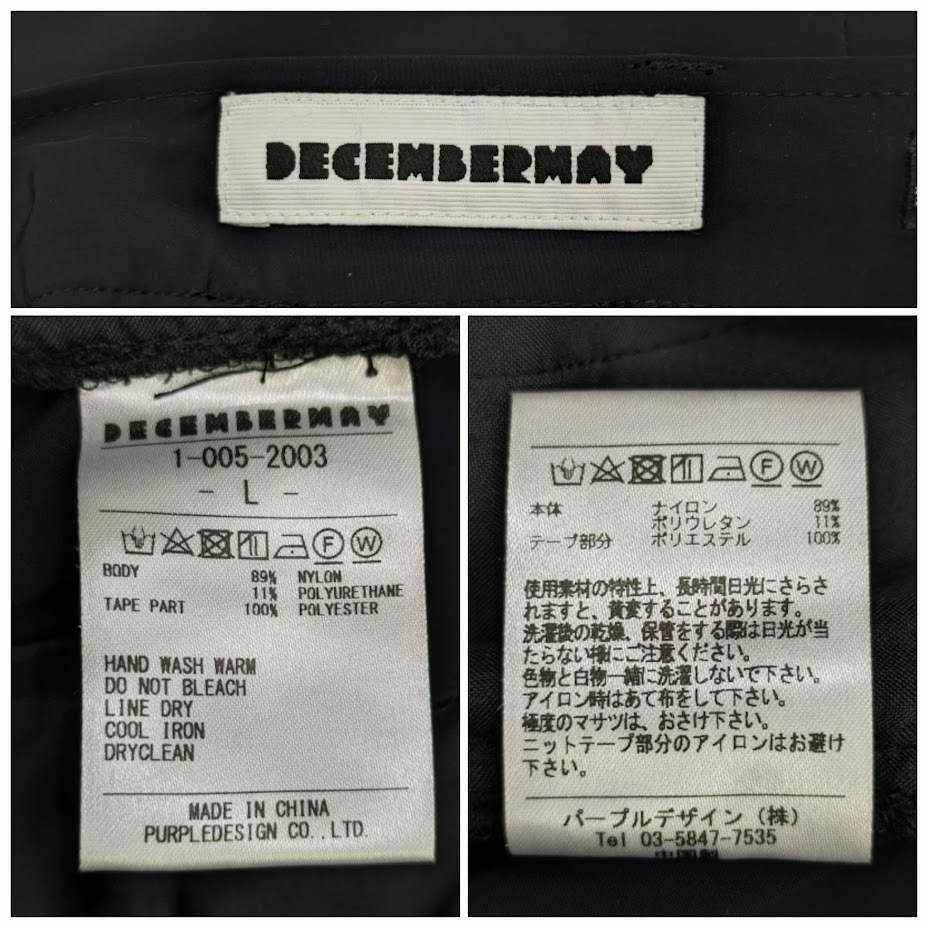 DECEMBERMAY
DECEMBERMAY
1-005-2003
- L -
F W
BODY 89% NYLON
11% POLYURETHANE
TAPE PART 100% POLYESTER
HAND WASH WARM
DO NOT BLEACH
LINE DRY
COOL IRON
DRYCLEAN
MADE IN CHINA
PURPLEDESIGN CO.,LTD.
F W
本体 ナイロン 89%
ポリウレタン 11%
テープ部分 ポリエステル 100%
使用素材の特性上、長時間日光にさらさ
れますと、黄変することがあります。
洗濯後の乾燥、保管をする際は日光が当
たらない様にご注意ください。
色物と白物一緒に洗濯しないで下さい。
アイロン時はあて布をして下さい。
極度のマサツは、おさけ下さい。
ニットテープ部分のアイロンはお避け
下さい。
パープルデザイン（株）
Tel 03-5847-7535
中国製